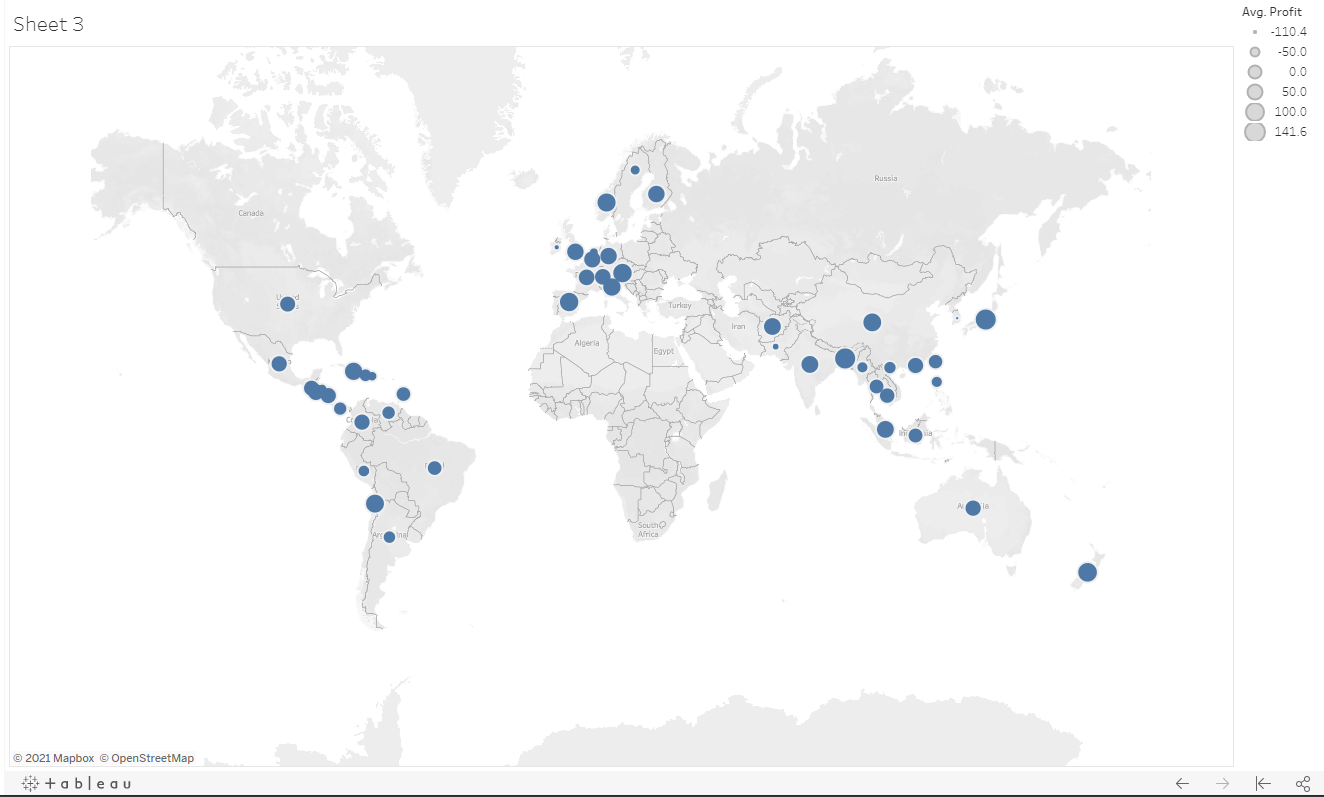 Sheet 3
Avg. Profit
-110.4
-50.0
0.0
50.0
100.0
141.6
Russia
Canada
Turkey
Iran
Algeria
Egypt
South
Africa
© 2021 Mapbox © OpenStreetMap
+ a b | e a u